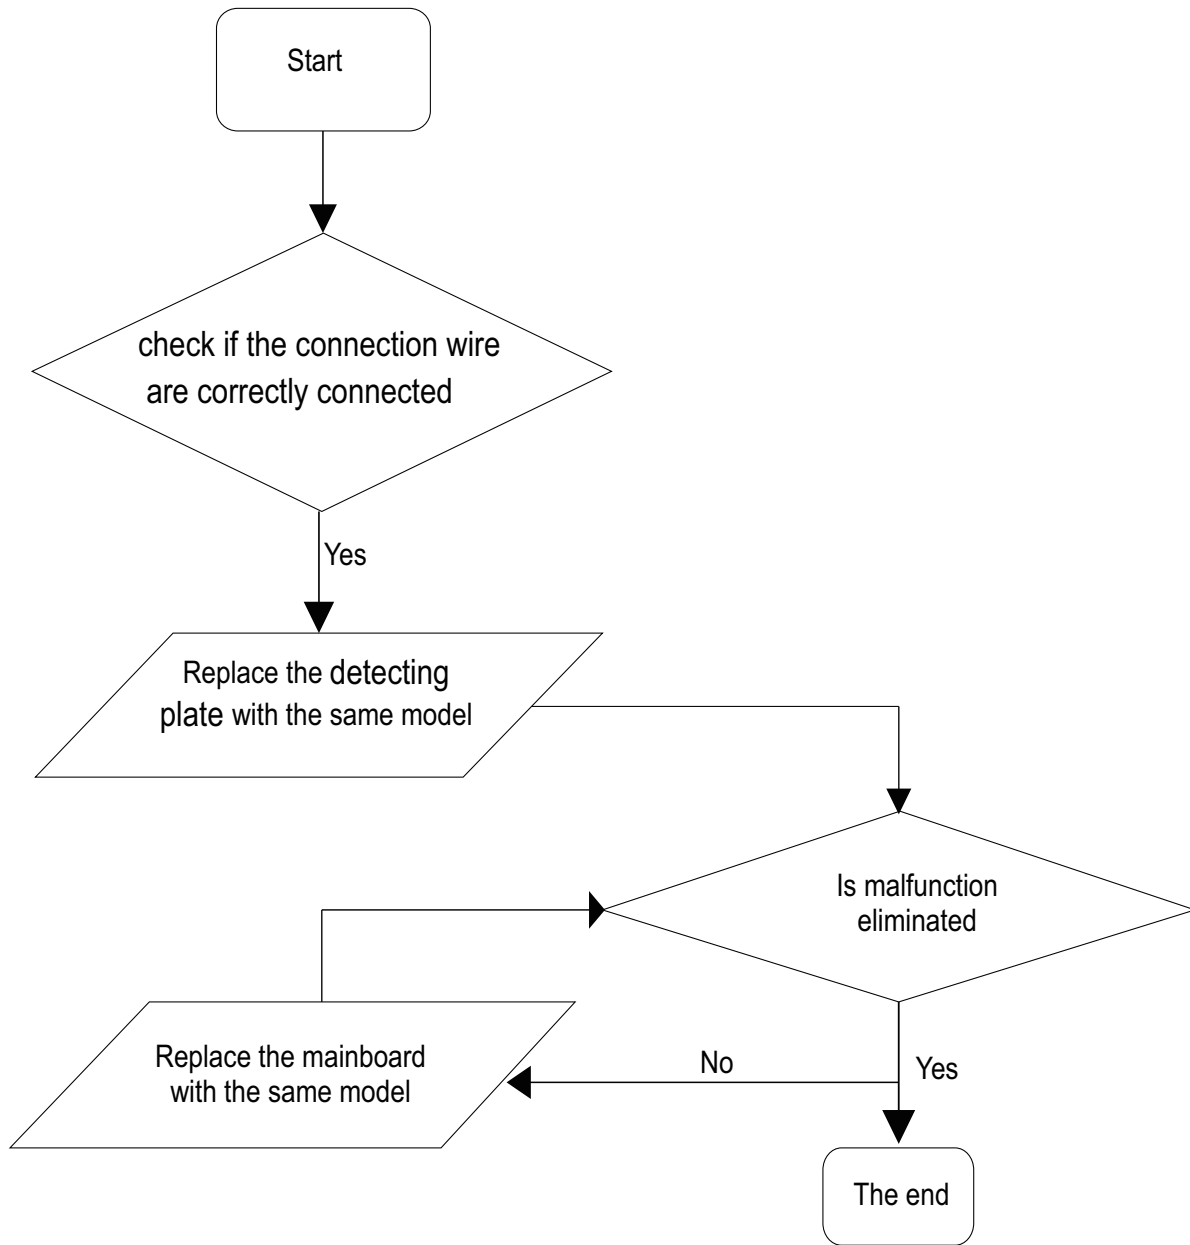 Start
check if the connection wire
are correctly connected
Yes
Replace the detecting
plate with the same model
Is malfunction
eliminated
Replace the mainboard
with the same model
No
Yes
The end